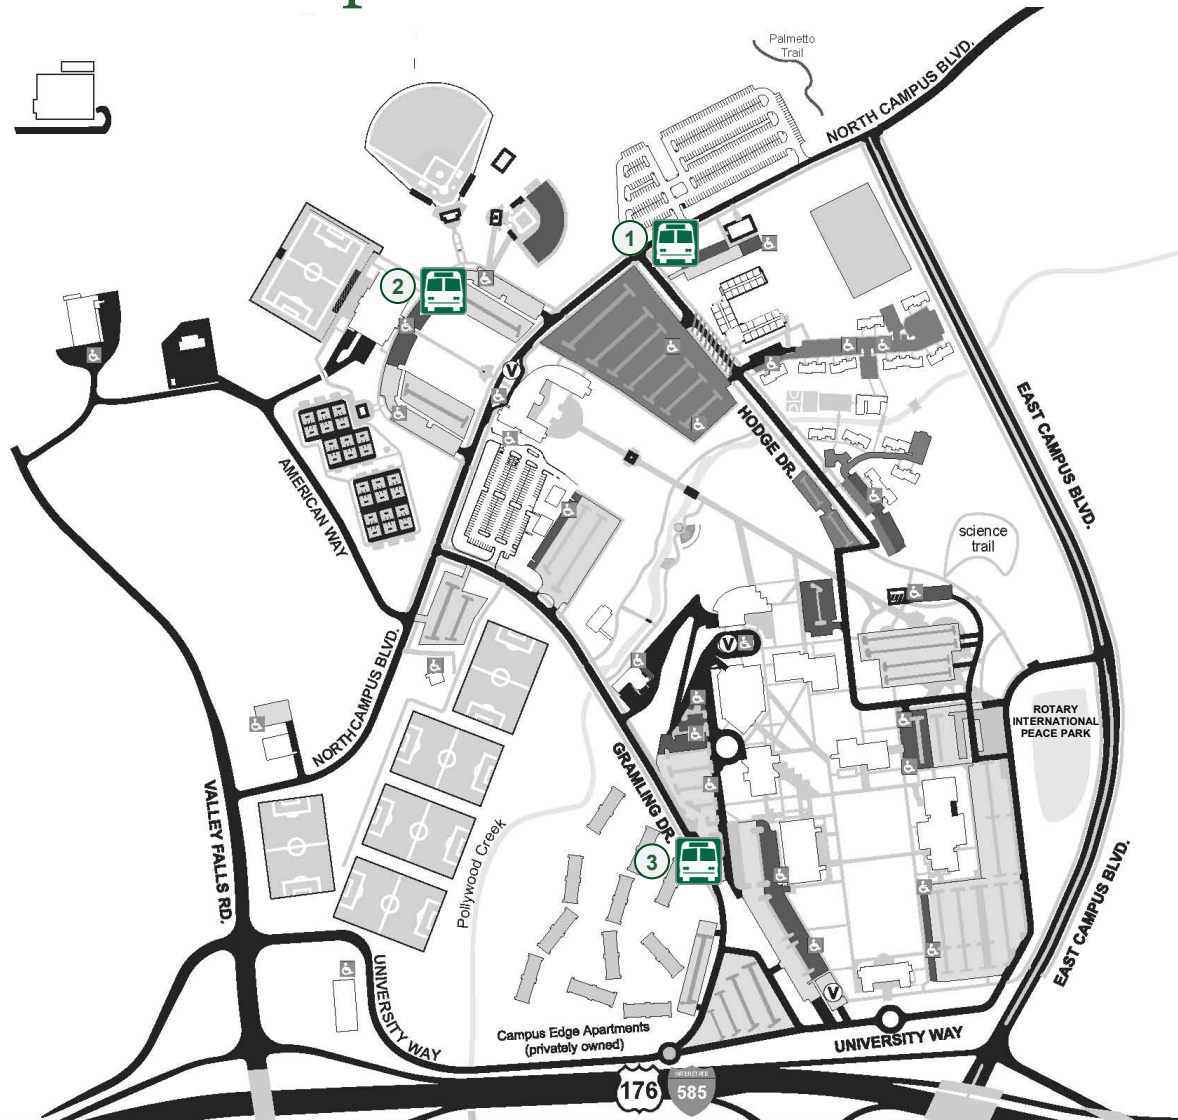 Palmetto
Trail
NORTH CAMPUS BLVD.
1
2
V
EAST CAMPUS BLVD.
HODGE DR.
AMERICAN WAY
science
trail
V
NORTH CAMPUS BLVD.
ROTARY
INTERNATIONAL
PEACE PARK
GRAMLING DR.
VALLEY FALLS RD.
Pollywood Creek
3
EAST CAMPUS BLVD.
UNIVERSITY WAY
V
Campus Edge Apartments
(privately owned)
UNIVERSITY WAY
176
INTERSTATE
585